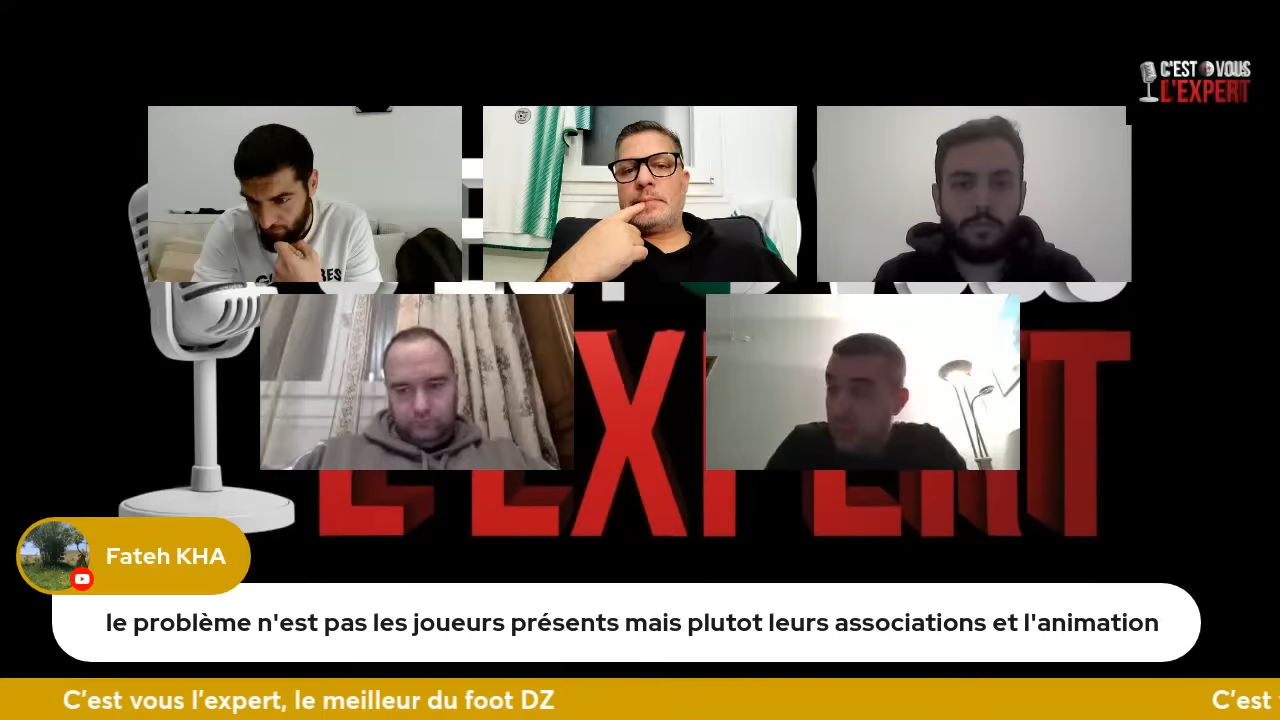 C'EST VOUS
L'EXPERT
L'EXPERT
Fateh KHA
le problème n'est pas les joueurs présents mais plutot leurs associations et l'animation
C'est vous l'expert, le meilleur du foot DZ
C'est